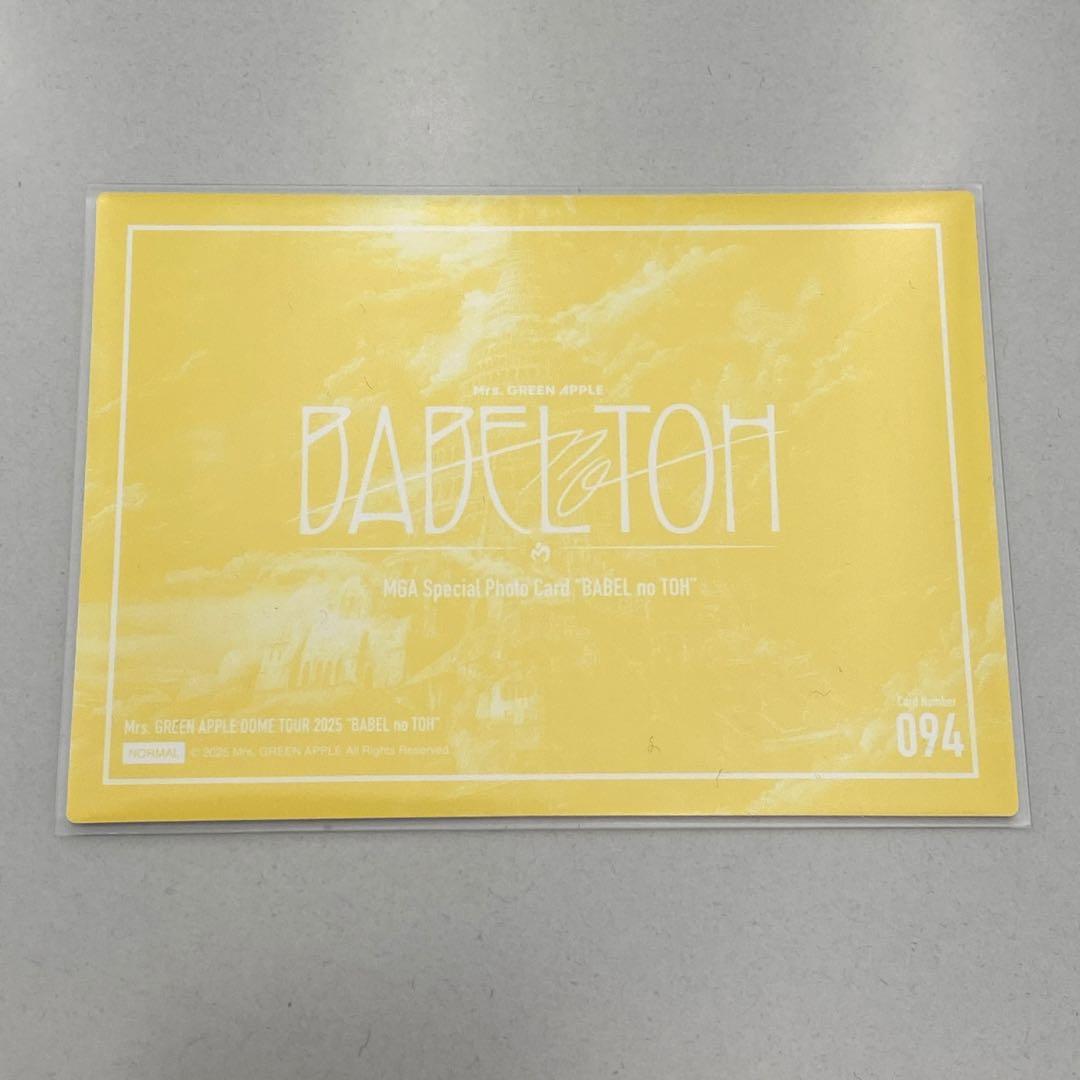 Mrs. GREEN APPLE
BABEL no TOH
MGA Special Photo Card "BABEL no TOH"
Mrs. GREEN APPLE DOME TOUR 2025 "BABEL no TOH"
NORMAL © 2025 Mrs. GREEN APPLE All Rights Reserved.
Card Number
094